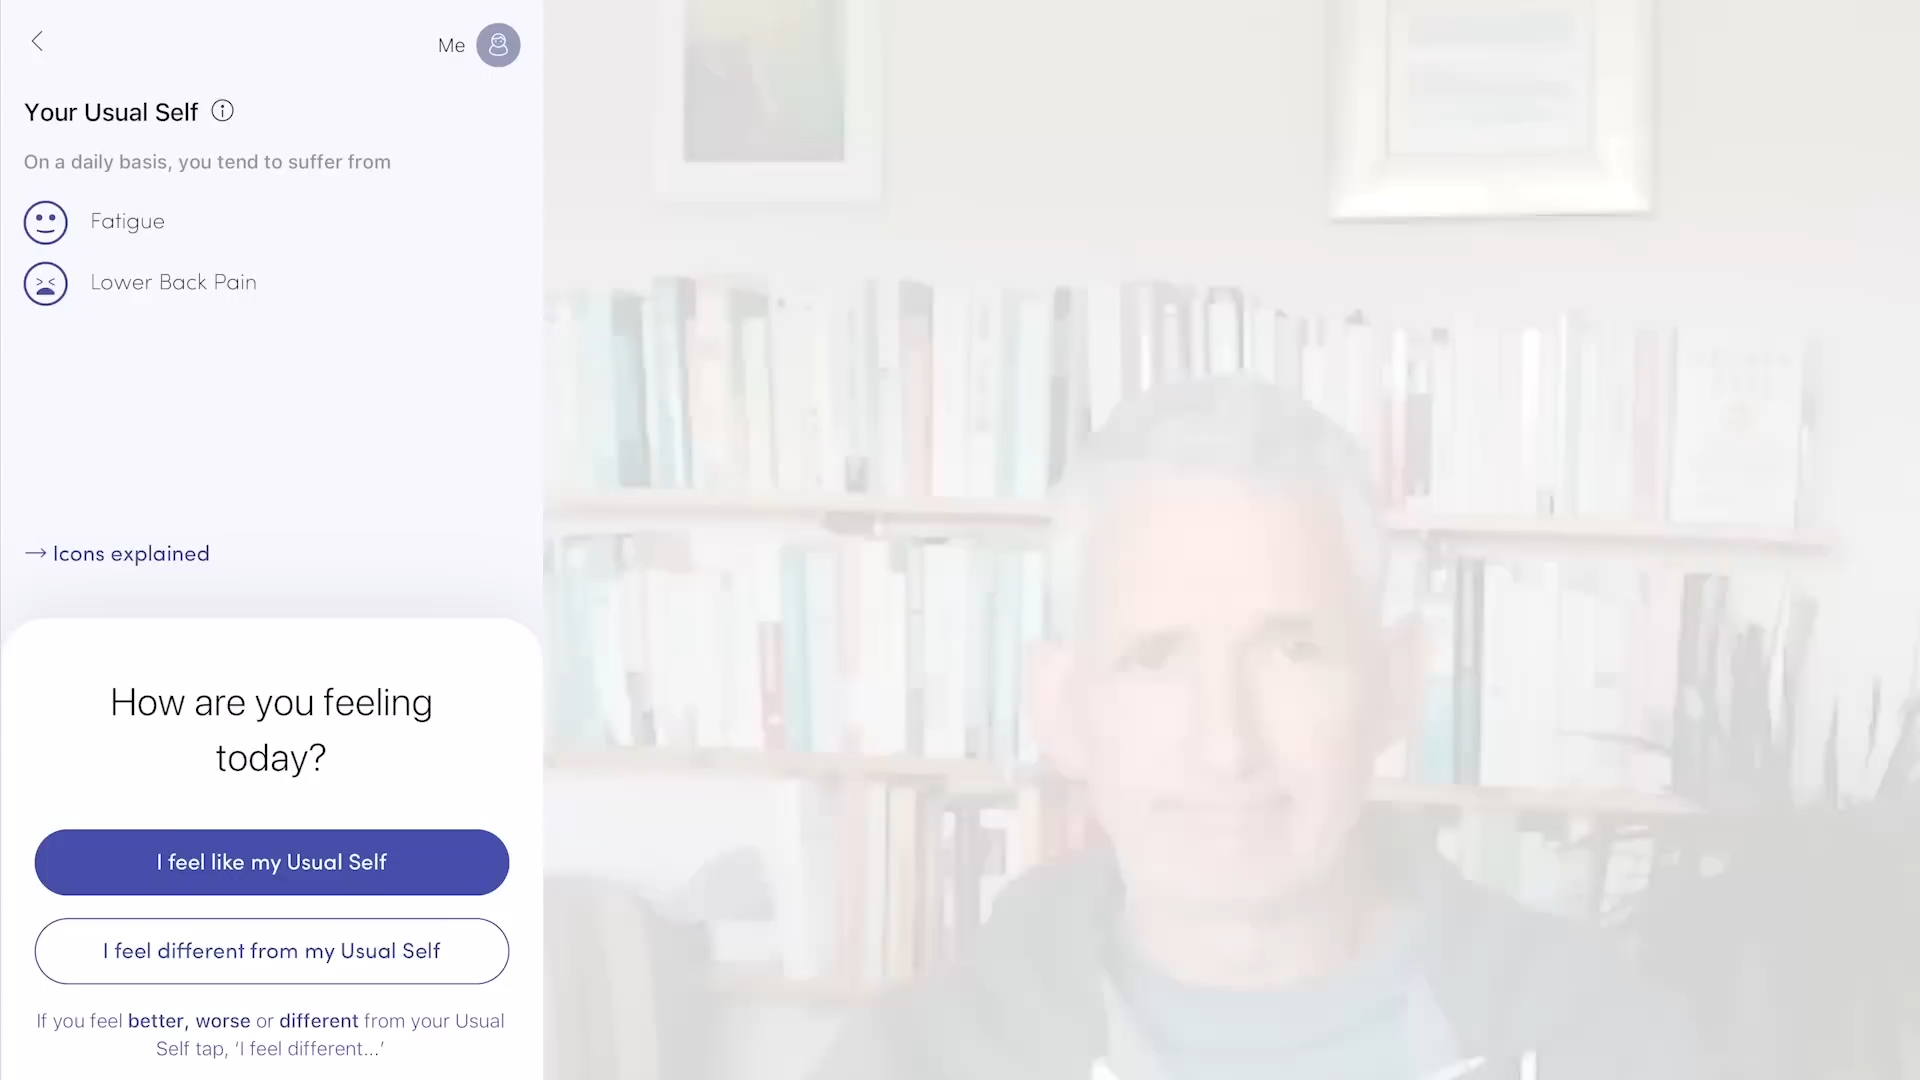 Me
Your Usual Self
On a daily basis, you tend to suffer from
Fatigue
Lower Back Pain
→ Icons explained
How are you feeling
today?
I feel like my Usual Self
I feel different from my Usual Self
If you feel better, worse or different from your Usual
Self tap, ‘I feel different...’